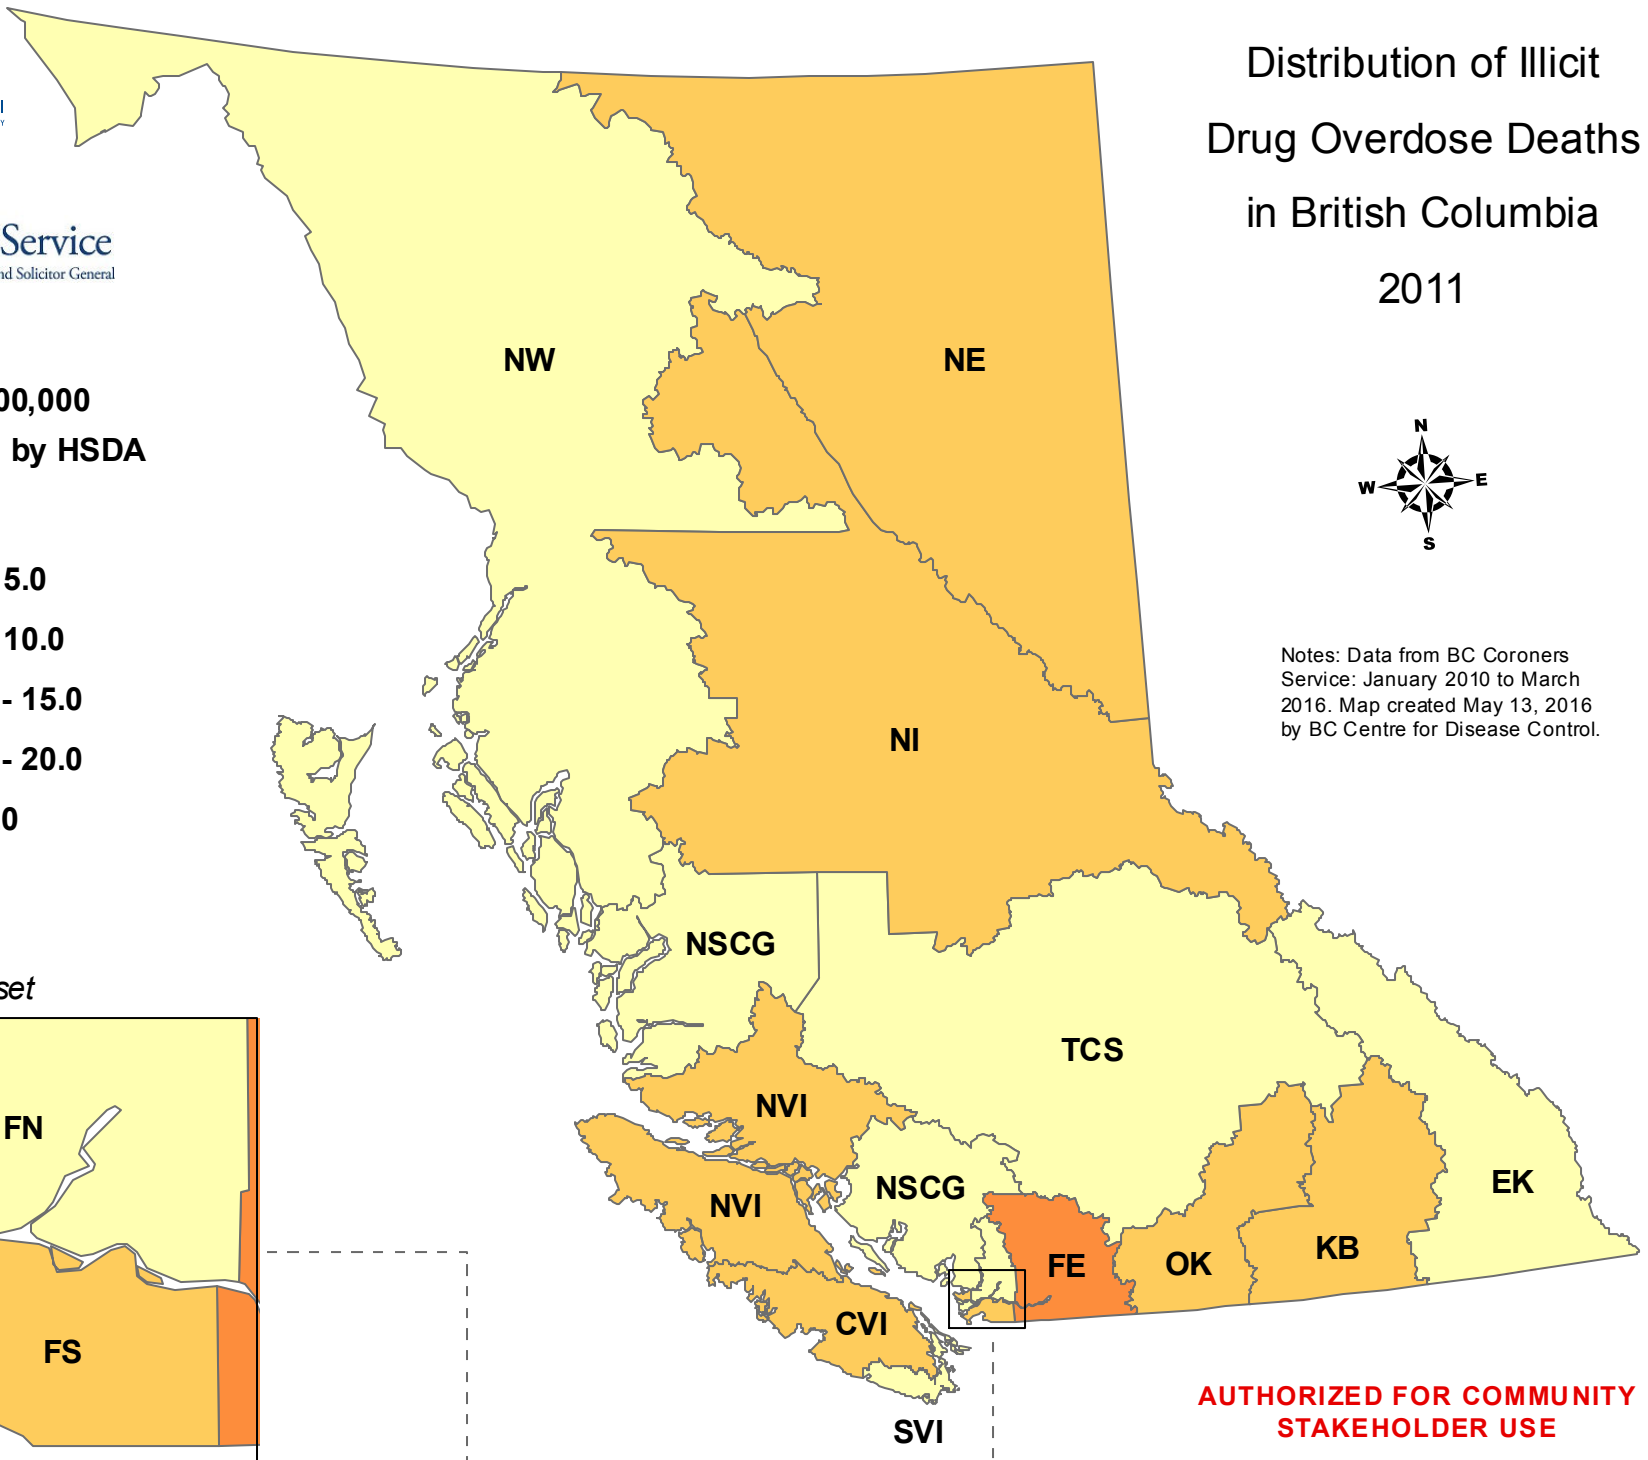 Distribution of Illicit
Drug Overdose Deaths
in British Columbia
2011
Service
nd Solicitor General
00,000
by HSDA
5.0
10.0
- 15.0
- 20.0
0
set
NW
NE
N
W
E
S
Notes: Data from BC Coroners
Service: January 2010 to March
2016. Map created May 13, 2016
by BC Centre for Disease Control.
NI
NSCG
TCS
NVI
FN
NSCG
EK
NVI
KB
FE
OK
CVI
FS
SVI
AUTHORIZED FOR COMMUNITY
STAKEHOLDER USE